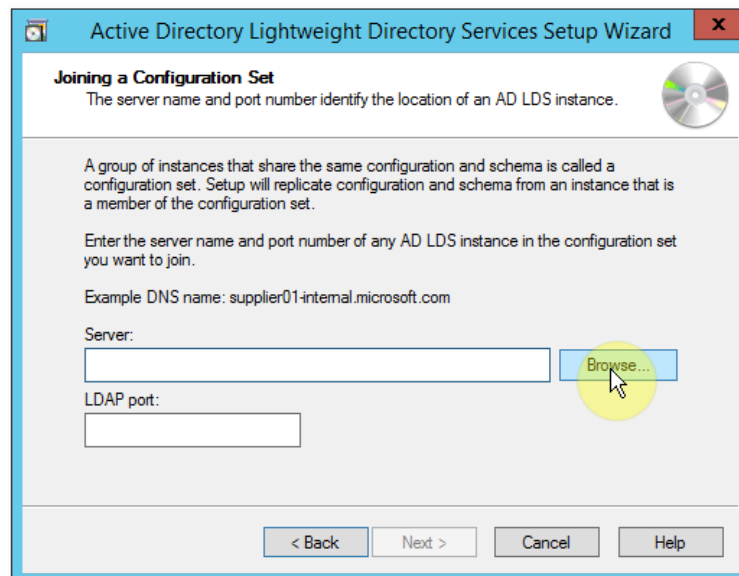 Active Directory Lightweight Directory Services Setup Wizard
x
Joining a Configuration Set
The server name and port number identify the location of an AD LDS instance.
A group of instances that share the same configuration and schema is called a
configuration set. Setup will replicate configuration and schema from an instance that is
a member of the configuration set.
Enter the server name and port number of any AD LDS instance in the configuration set
you want to join.
Example DNS name: supplier01-internal.microsoft.com
Server:
Browse...
LDAP port:
< Back Next > Cancel Help